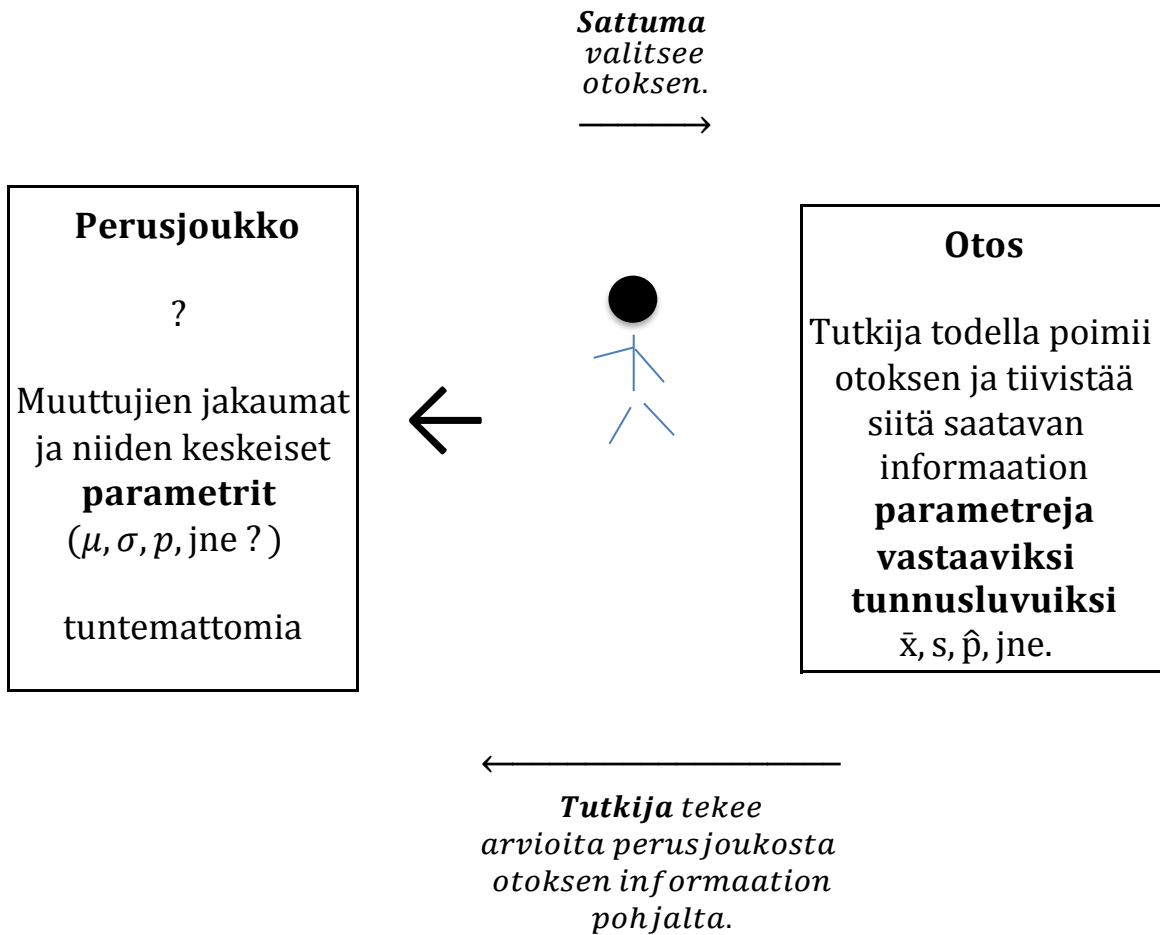 Sattuma
valitsee
otoksen.
Perusjoukko
?
Muuttujien jakaumat
ja niiden keskeiset
parametrit
(μ, σ, p, jne ? )
tuntemattomia
Otos
Tutkija todella poimii
otoksen ja tiivistää
siitä saatavan
informaation
parametreja
vastaaviksi
tunnusluvuiksi
x̄, s, p̂, jne.
Tutkija tekee
arvioita perusjoukosta
otoksen informaation
pohjalta.